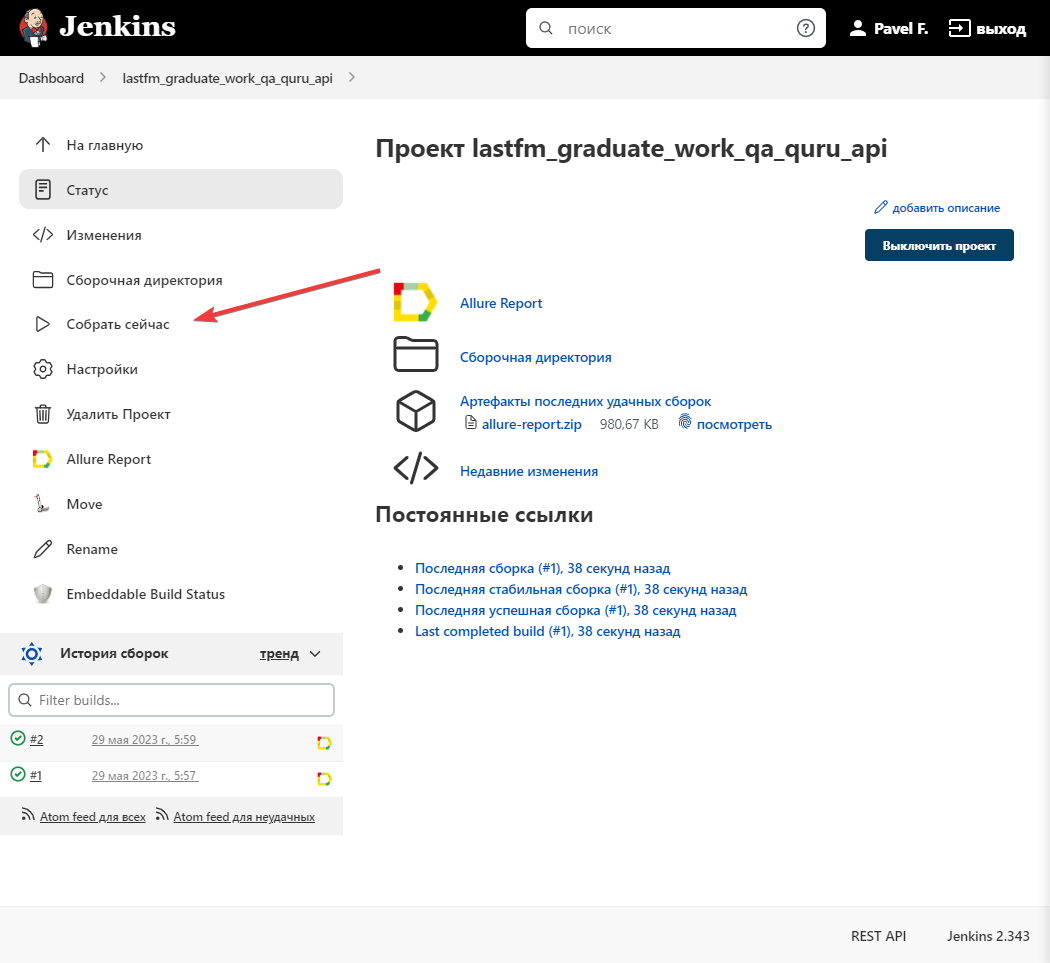 Jenkins
поиск
Pavel F.
выход
Dashboard
lastfm_graduate_work_qa_quru_api
На главную
Статус
Изменения
Сборочная директория
Собрать сейчас
Настройки
Удалить Проект
Allure Report
Move
Rename
Embeddable Build Status
История сборок
тренд
Filter builds...
#2 29 мая 2023 г., 5:59
#1 29 мая 2023 г., 5:57
Atom feed для всех Atom feed для неудачных
Проект lastfm_graduate_work_qa_quru_api
добавить описание
Выключить проект
Allure Report
Сборочная директория
Артефакты последних удачных сборок
allure-report.zip 980,67 KB посмотреть
Недавние изменения
Постоянные ссылки
Последняя сборка (#1), 38 секунд назад
Последняя стабильная сборка (#1), 38 секунд назад
Последняя успешная сборка (#1), 38 секунд назад
Last completed build (#1), 38 секунд назад
REST API
Jenkins 2.343